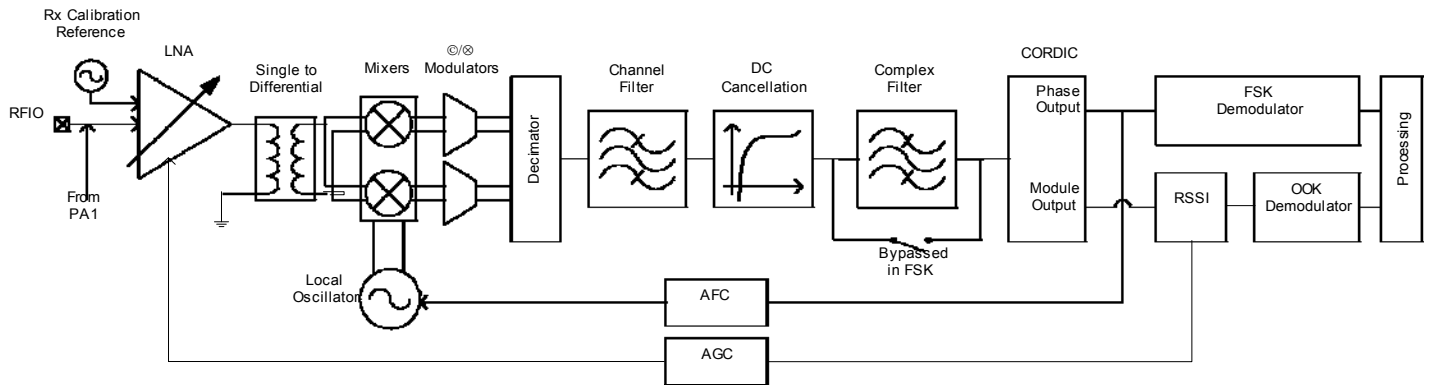 Rx Calibration
Reference
LNA
Single to
Differential
Mixers
©/⊗
Modulators
Decimator
Channel
Filter
DC
Cancellation
Complex
Filter
CORDIC
Phase
Output
Module
Output
FSK
Demodulator
Processing
RFIO
From
PA1
RSSI
OOK
Demodulator
Bypassed
in FSK
Local
Oscillator
AFC
AGC